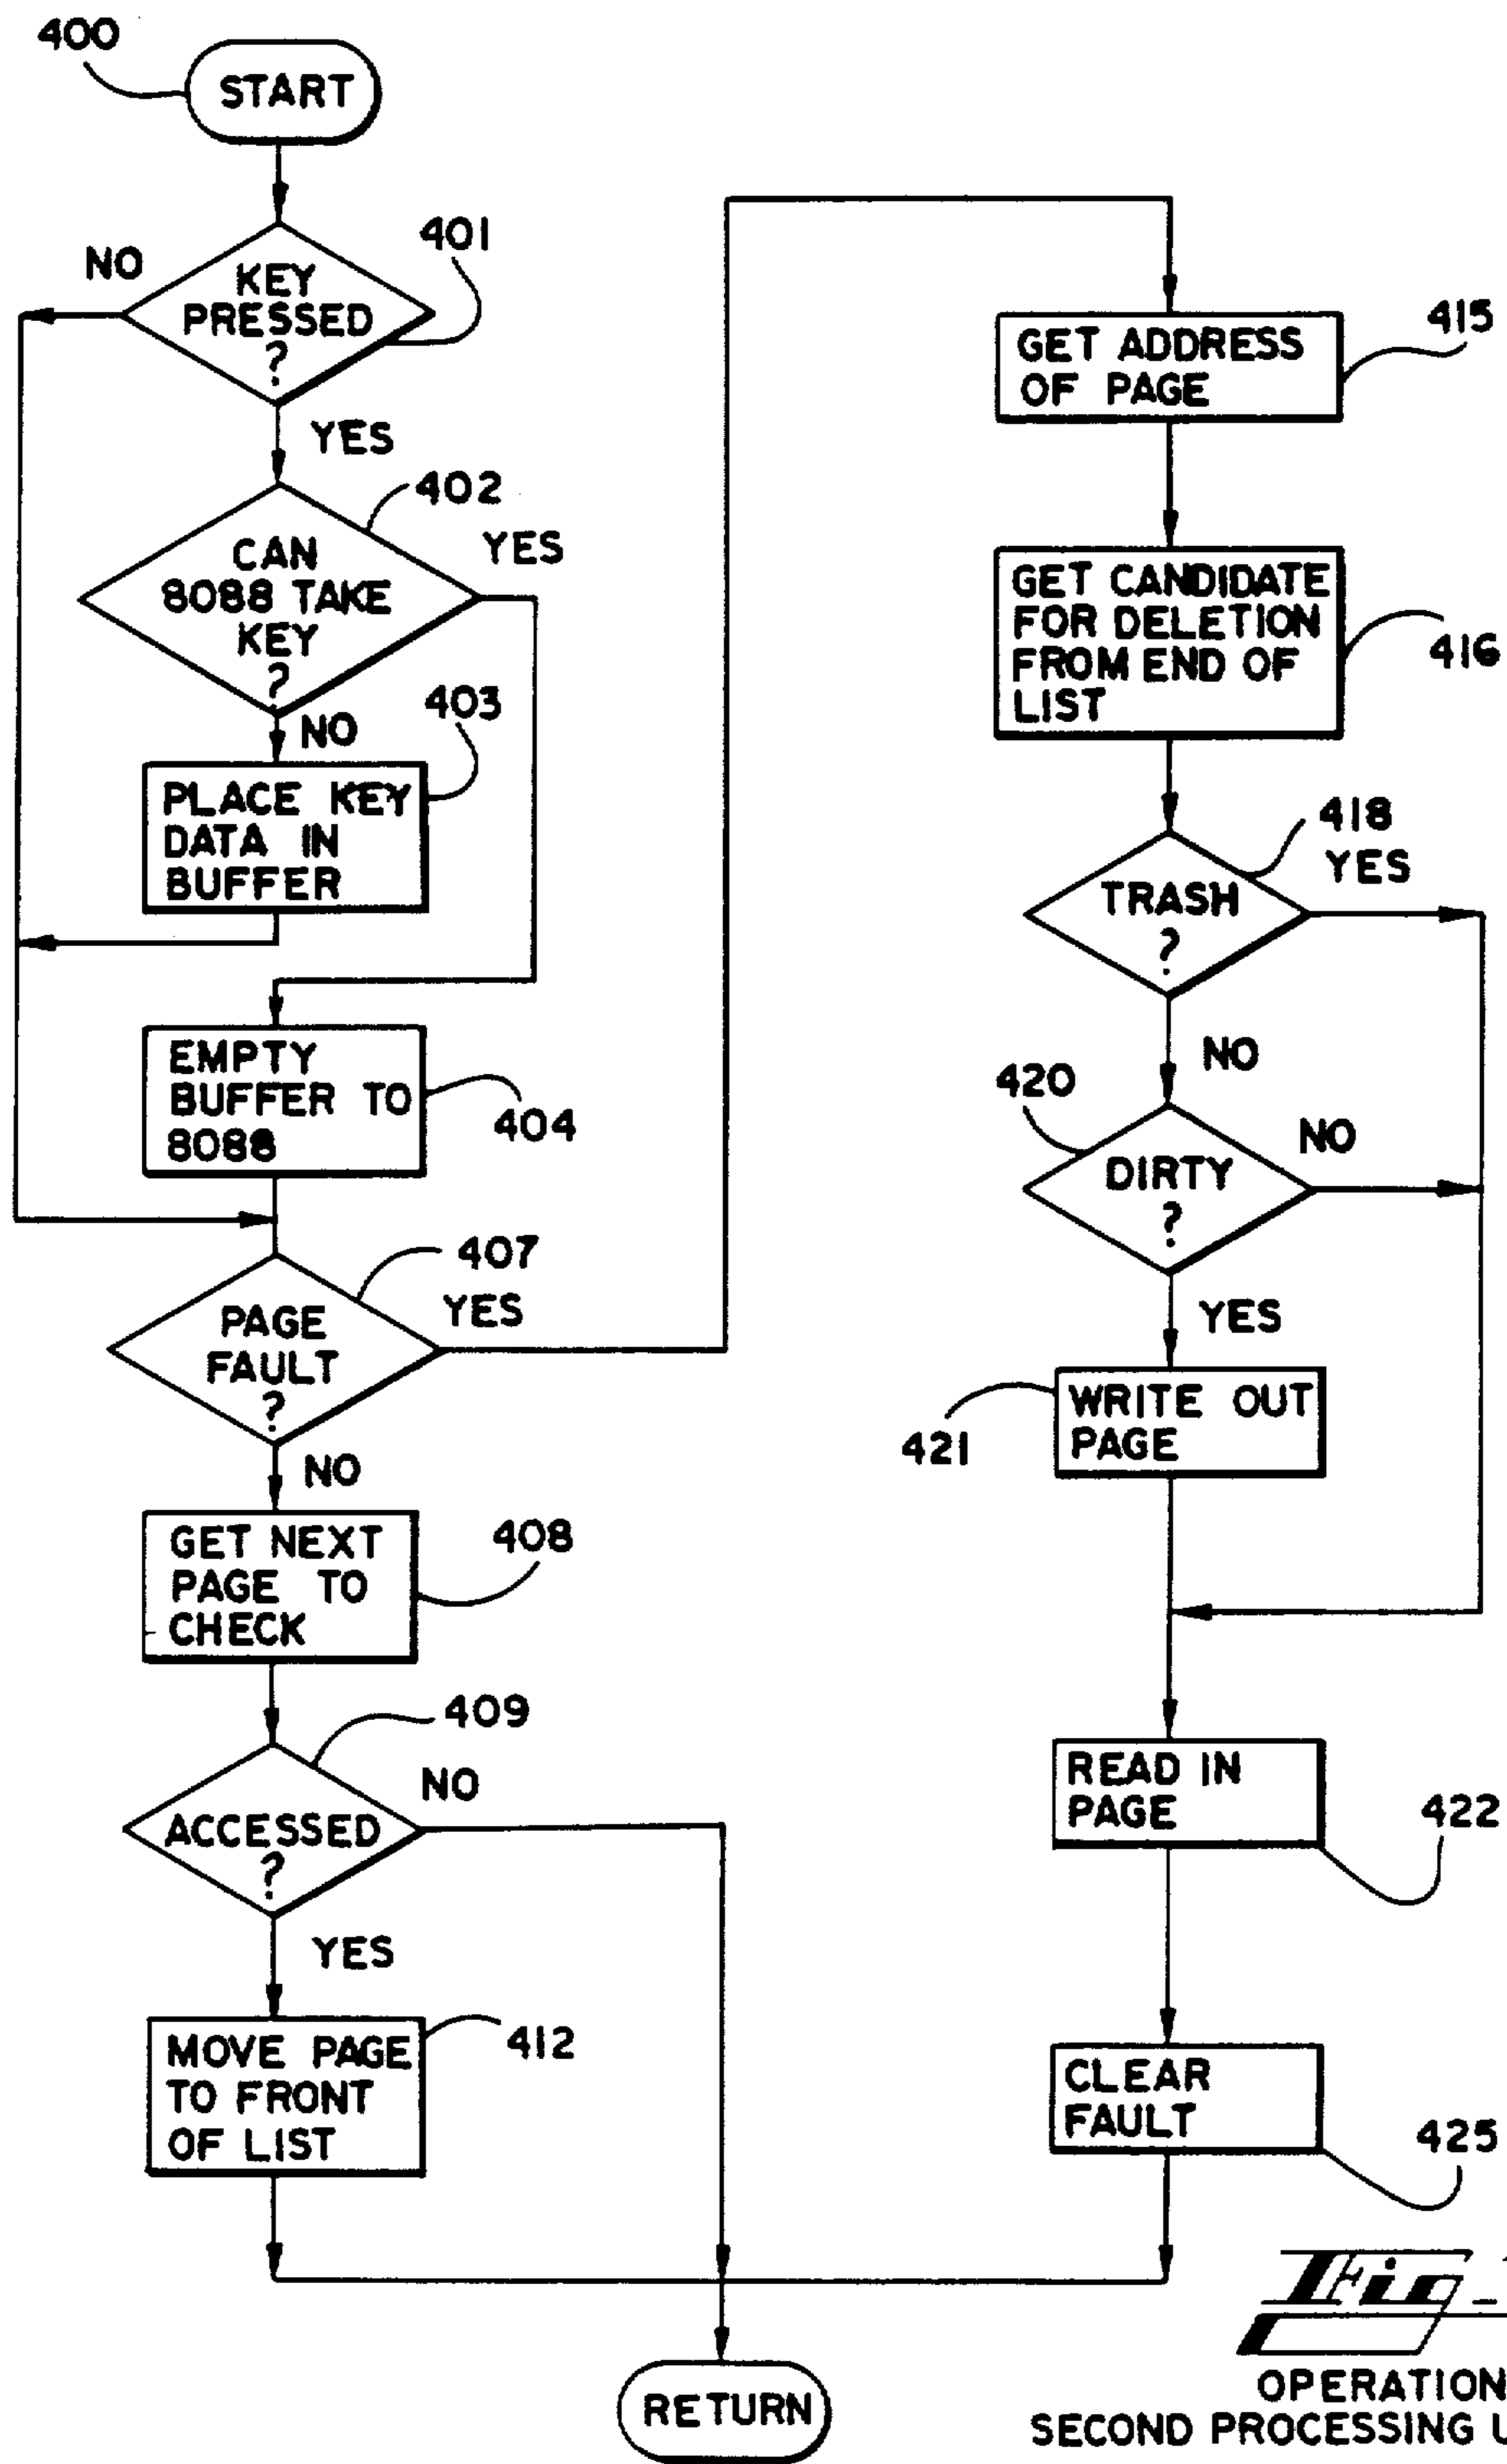 400
START
NO
401
KEY
PRESSED
?
YES
402
YES
CAN
8088 TAKE
KEY
?
NO
403
PLACE KEY
DATA IN
BUFFER
EMPTY
BUFFER TO
8088
404
407
YES
PAGE
FAULT
?
NO
GET NEXT
PAGE TO
CHECK
408
409
NO
ACCESSED
?
YES
MOVE PAGE
TO FRONT
OF LIST
412
GET ADDRESS
OF PAGE
415
GET CANDIDATE
FOR DELETION
FROM END OF
LIST
416
418
YES
TRASH
?
NO
420
NO
DIRTY
?
YES
WRITE OUT
PAGE
421
READ IN
PAGE
422
CLEAR
FAULT
425
RETURN
Fig_
OPERATION
SECOND PROCESSING